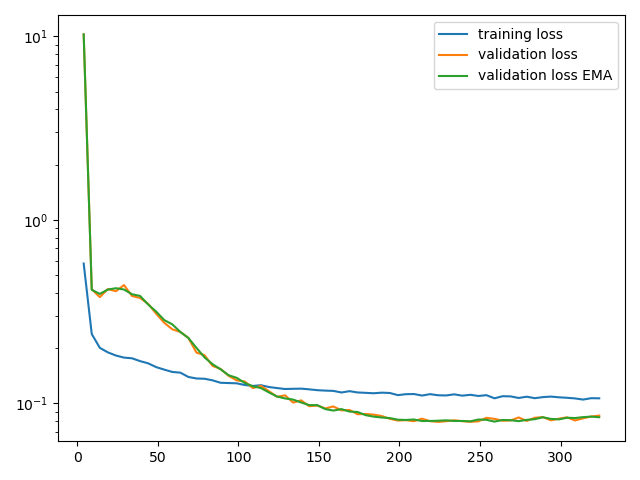 training loss
validation loss
validation loss EMA
10¹
10⁰
10⁻¹
0 50 100 150 200 250 300